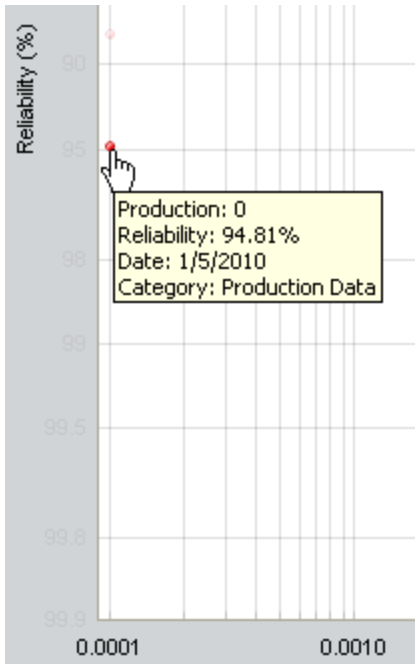 Reliability (%)
90
95
Production: 0
Reliability: 94.81%
Date: 1/5/2010
Category: Production Data
98
99
99.5
99.8
99.9
0.0001 0.0010